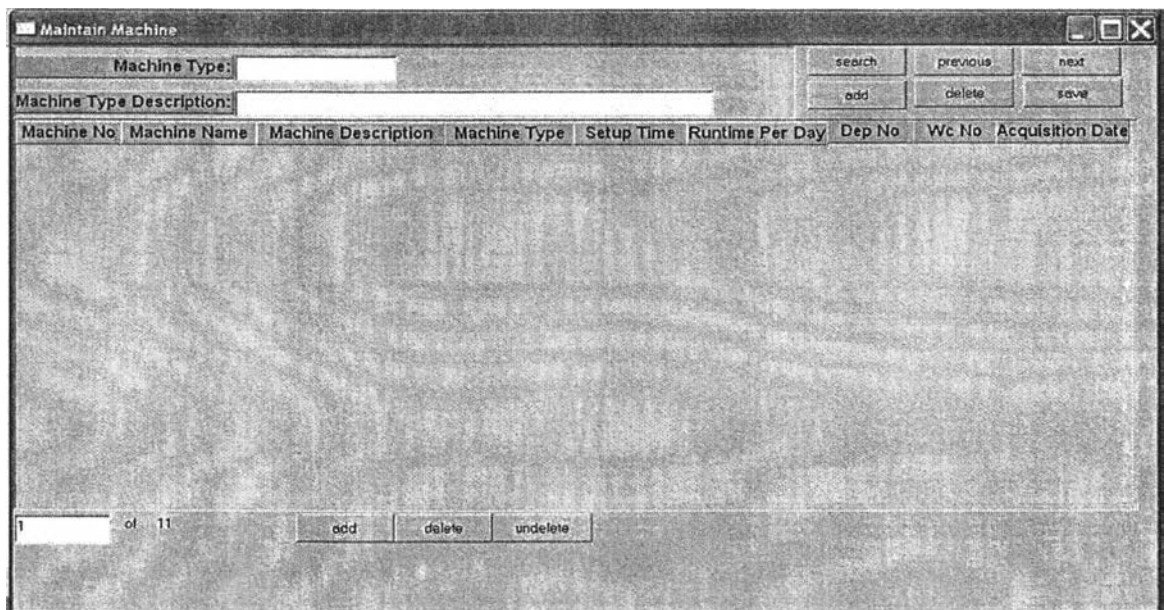 Maintain Machine
Machine Type:
search previous next
Machine Type Description:
add delete save
Machine No Machine Name Machine Description Machine Type Setup Time Runtime Per Day Dep No Wc No Acquisition Date
1 of 11 add delete undelete